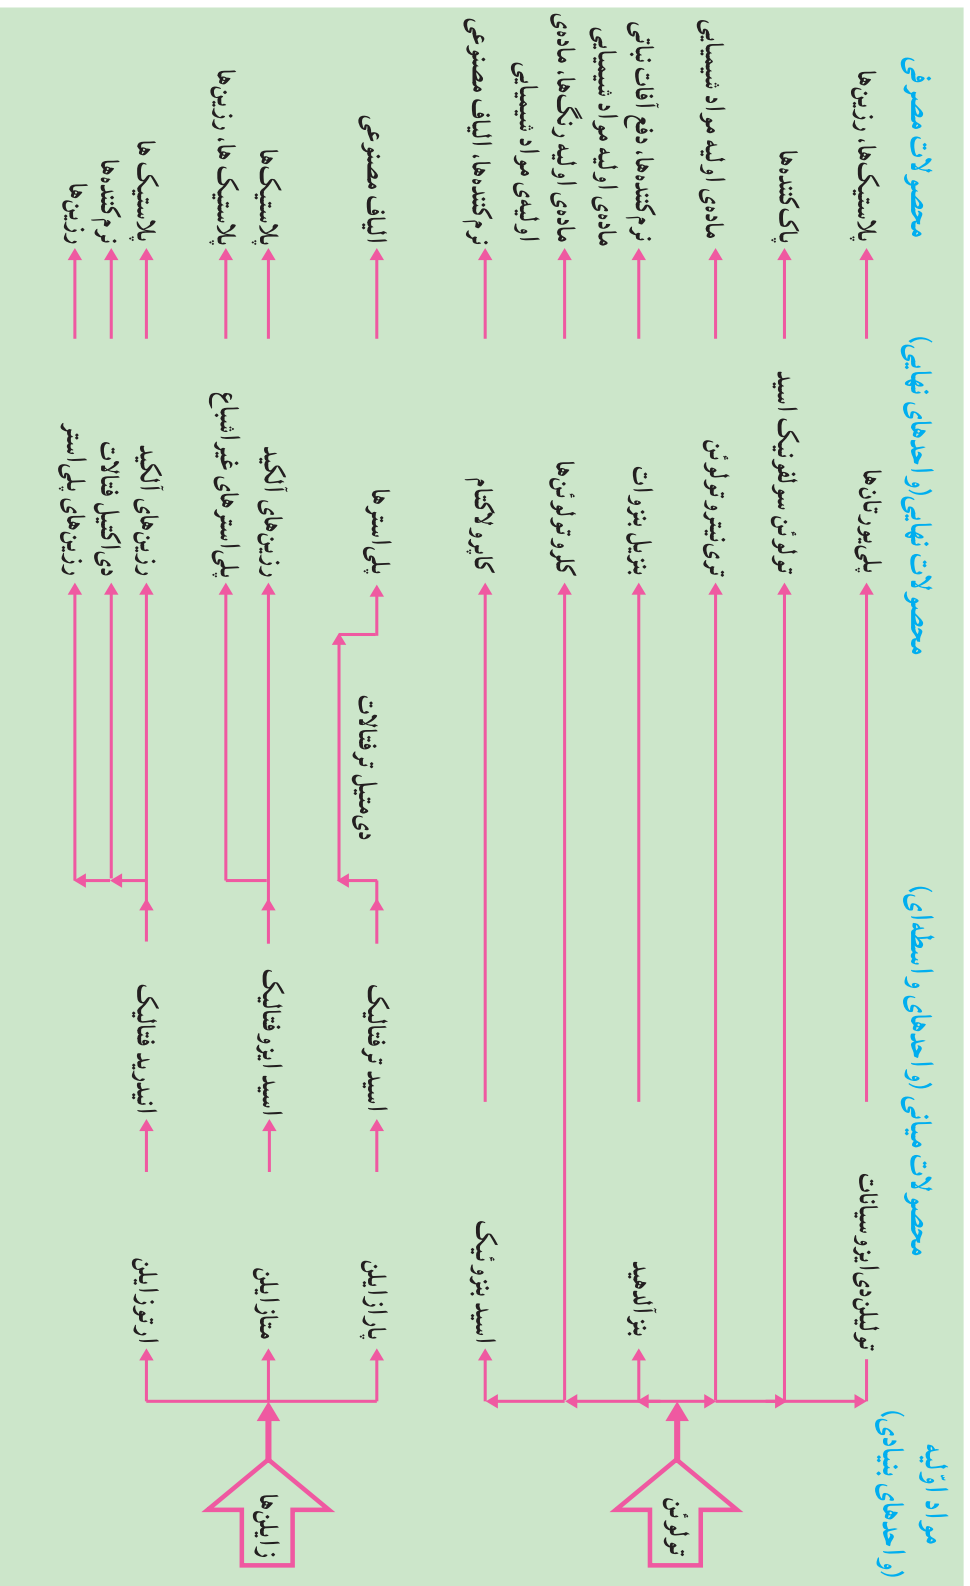 مواد اوّلیه
(واحدهای بنیادی)
محصولات میانی (واحدهای واسطه‌ای)
محصولات نهایی(واحدهای نهایی)
محصولات مصرفی
تولوئن
تولیلن‌دی‌ایزوسیانات
پلی‌یورتان‌ها
پلاستیک‌ها، رزین‌ها
تولوئن سولفونیک اسید
پاک‌کننده‌ها
تری‌نیتروتولوئن
ماده‌ی اولیه مواد شیمیایی
بنزآلدهید
بنزیل بنزوات
نرم‌کننده‌ها، دفع آفات نباتی
ماده‌ی اولیه مواد شیمیایی
کلروتولوئن‌ها
ماده‌ی اولیه رنگ‌ها، ماده‌ی
اولیه‌ی مواد شیمیایی
اسید بنزوئیک
کاپرولاکتام
نرم‌کننده‌ها، الیاف مصنوعی
زایلن‌ها
پارازایلن
اسید ترفتالیک
دی‌متیل ترفتالات
پلی‌استرها
الیاف مصنوعی
متازایلن
اسید ایزوفتالیک
رزین‌های آلکید
پلاستیک‌ها
پلی‌استرهای غیراشباع
پلاستیک ها، رزین‌ها
ارتوزایلن
انیدرید فتالیک
رزین‌های آلکید
پلاستیک ها
دی‌اکتیل فتالات
نرم‌کننده‌ها
رزین‌های پلی‌استر
رزین‌ها